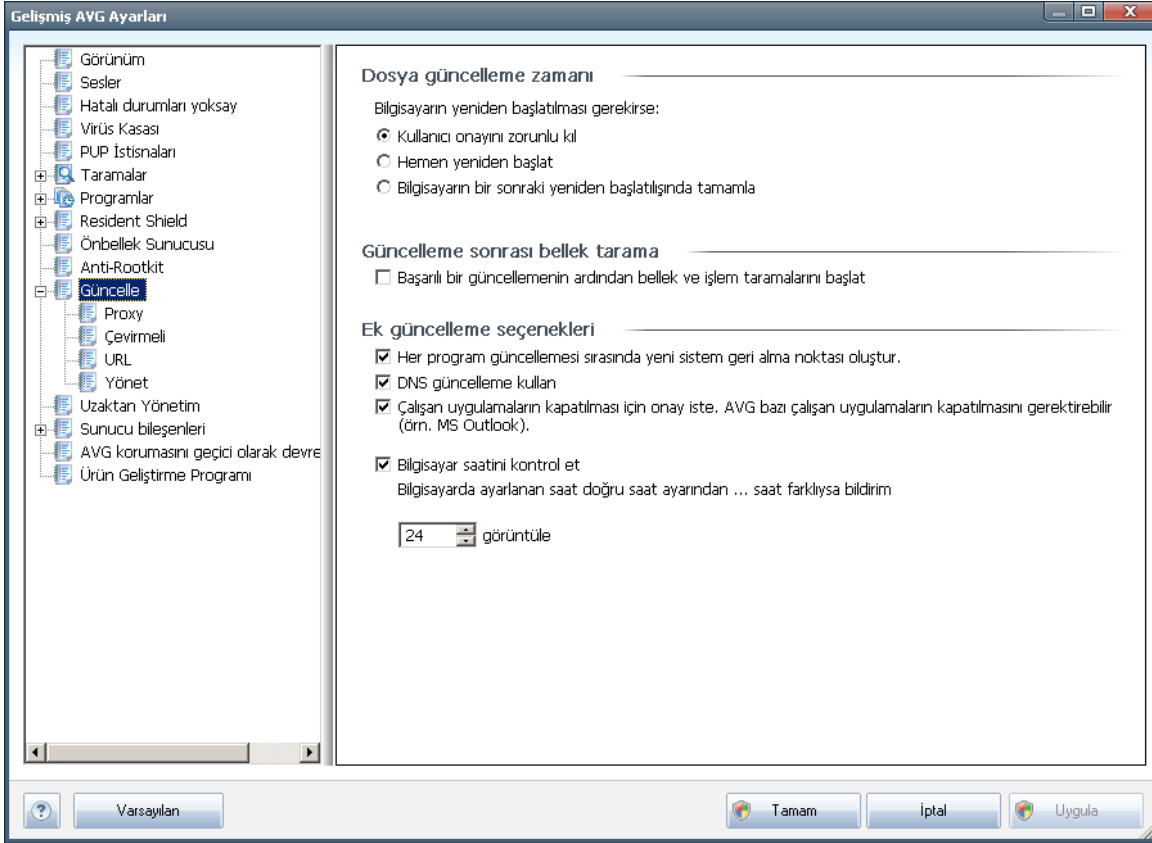 Gelişmiş AVG Ayarları
Görünüm
Sesler
Hatalı durumları yoksay
Virüs Kasası
PUP İstisnaları
Taramalar
Programlar
Resident Shield
Önbellek Sunucusu
Anti-Rootkit
Güncelle
Proxy
Çevirmeli
URL
Yönet
Uzaktan Yönetim
Sunucu bileşenleri
AVG korumasını geçici olarak devre
Ürün Geliştirme Programı
Dosya güncelleme zamanı
Bilgisayarın yeniden başlatılması gerekirse:
Kullanıcı onayını zorunlu kıl
Hemen yeniden başlat
Bilgisayarın bir sonraki yeniden başlatılışında tamamla
Güncelleme sonrası bellek tarama
Başarılı bir güncellemenin ardından bellek ve işlem taramalarını başlat
Ek güncelleme seçenekleri
Her program güncellemesi sırasında yeni sistem geri alma noktası oluştur.
DNS güncelleme kullan
Çalışan uygulamaların kapatılması için onay iste. AVG bazı çalışan uygulamaların kapatılmasını gerektirebilir
(örn. MS Outlook).
Bilgisayar saatini kontrol et
Bilgisayarda ayarlanan saat doğru saat ayarından ... saat farklıysa bildirim
24 görüntüle
? Varsayılan Tamam İptal Uygula